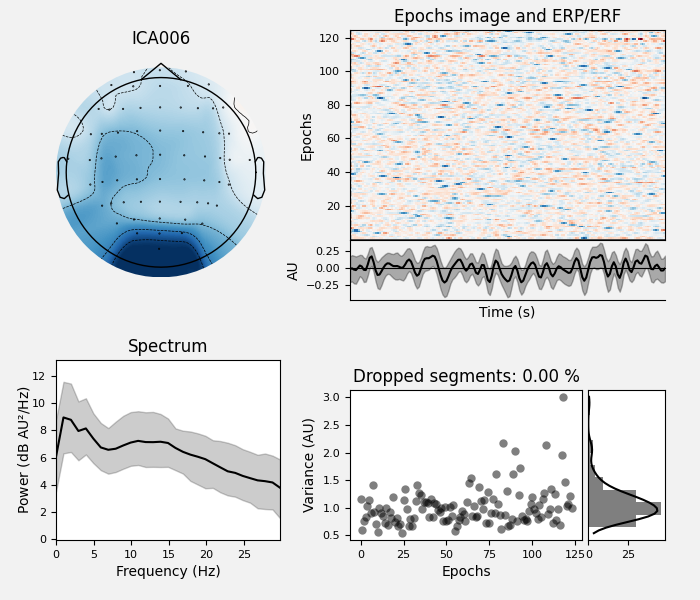 ICA006
Epochs image and ERP/ERF
120
100
80
60
40
20
Epochs
0.25
0.00
−0.25
AU
Time (s)
Spectrum
12
10
8
6
4
2
0
Power (dB AU²/Hz)
0 5 10 15 20 25
Frequency (Hz)
Dropped segments: 0.00 %
3.0
2.5
2.0
1.5
1.0
0.5
Variance (AU)
0 25 50 75 100 125
Epochs
0 25